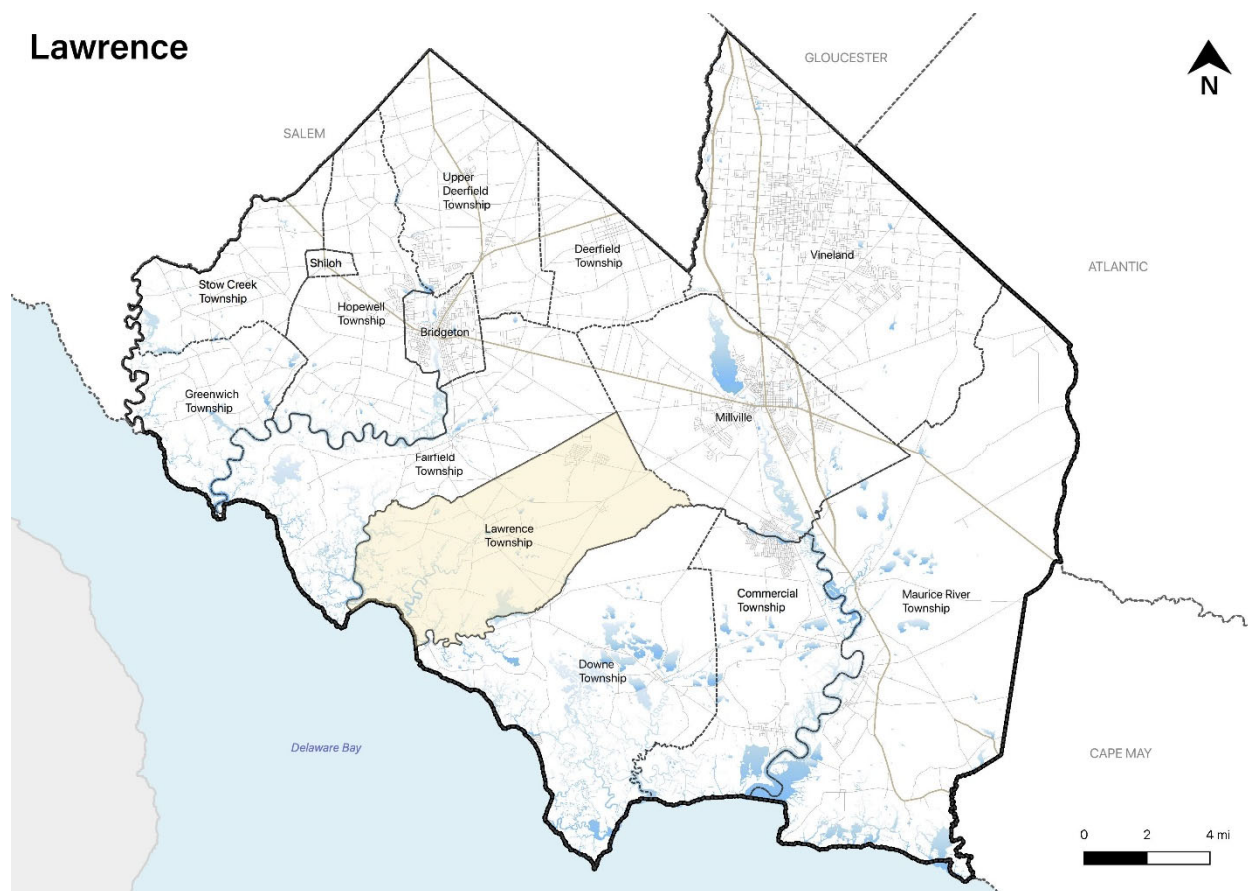 Lawrence
GLOUCESTER
N
SALEM
Upper
Deerfield
Township
Deerfield
Township
Vineland
ATLANTIC
Shiloh
Stow Creek
Township
Hopewell
Township
Bridgeton
Greenwich
Township
Millville
Fairfield
Township
Lawrence
Township
Commercial
Township
Maurice River
Township
Downe
Township
Delaware Bay
CAPE MAY
0 2 4 mi